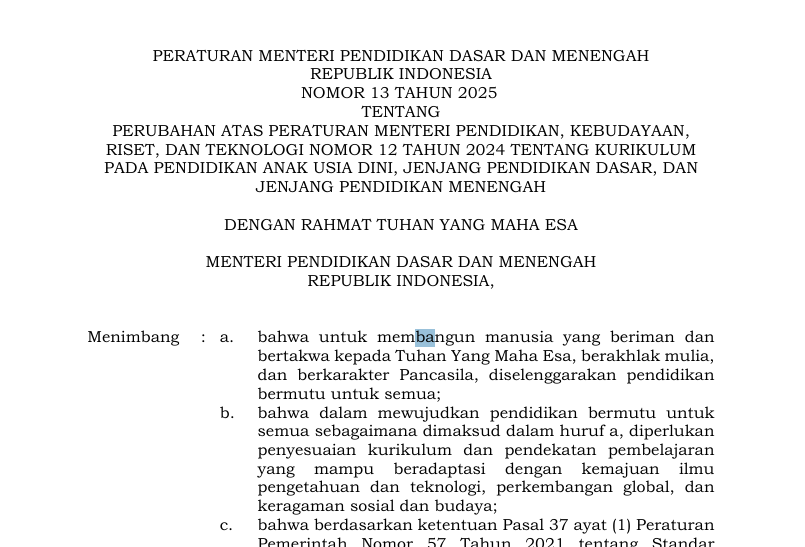 PERATURAN MENTERI PENDIDIKAN DASAR DAN MENENGAH
REPUBLIK INDONESIA
NOMOR 13 TAHUN 2025
TENTANG
PERUBAHAN ATAS PERATURAN MENTERI PENDIDIKAN, KEBUDAYAAN,
RISET, DAN TEKNOLOGI NOMOR 12 TAHUN 2024 TENTANG KURIKULUM
PADA PENDIDIKAN ANAK USIA DINI, JENJANG PENDIDIKAN DASAR, DAN
JENJANG PENDIDIKAN MENENGAH
DENGAN RAHMAT TUHAN YANG MAHA ESA
MENTERI PENDIDIKAN DASAR DAN MENENGAH
REPUBLIK INDONESIA,
Menimbang : a. bahwa untuk membangun manusia yang beriman dan
bertakwa kepada Tuhan Yang Maha Esa, berakhlak mulia,
dan berkarakter Pancasila, diselenggarakan pendidikan
bermutu untuk semua;
b. bahwa dalam mewujudkan pendidikan bermutu untuk
semua sebagaimana dimaksud dalam huruf a, diperlukan
penyesuaian kurikulum dan pendekatan pembelajaran
yang mampu beradaptasi dengan kemajuan ilmu
pengetahuan dan teknologi, perkembangan global, dan
keragaman sosial dan budaya;
c. bahwa berdasarkan ketentuan Pasal 37 ayat (1) Peraturan
Pemerintah Nomor 57 Tahun 2021 tentang Standar